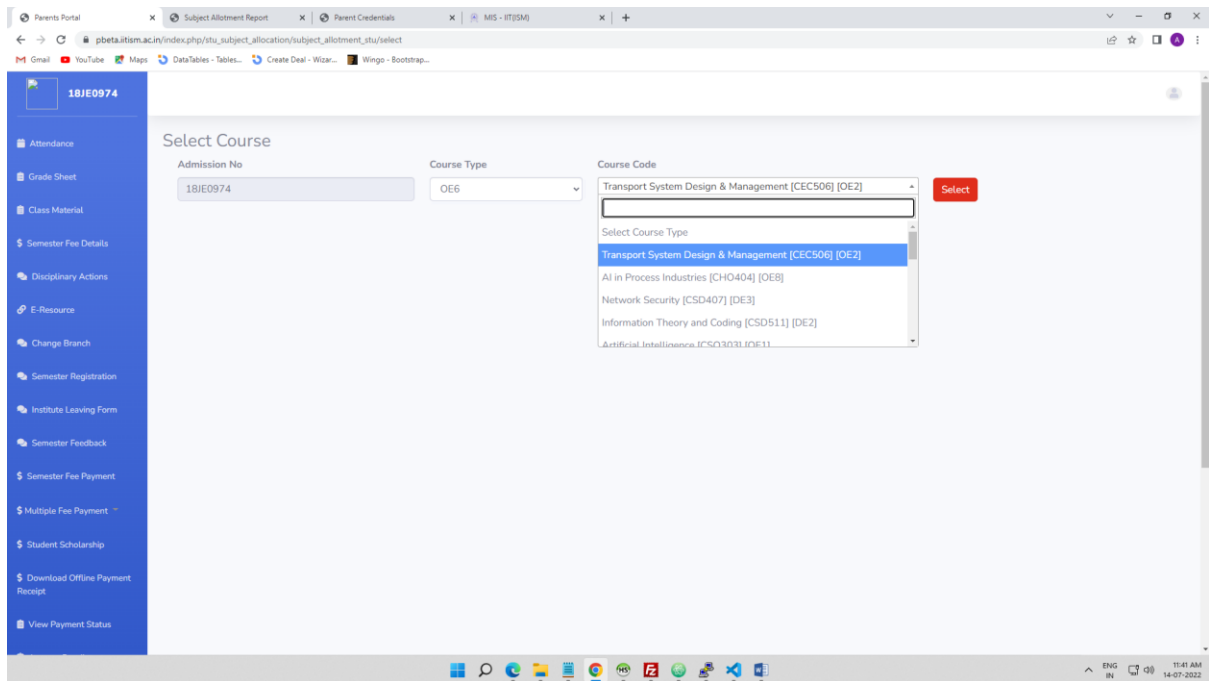 Parents Portal
Subject Allotment Report
Parent Credentials
MIS - IIT(ISM)
pbeta.iitism.ac.in/index.php/stu_subject_allocation/subject_allotment_stu/select
Gmail
YouTube
Maps
DataTables - Tables...
Create Deal - Wizar...
Wingo - Bootstrap...
A
18JE0974
Attendance
Grade Sheet
Class Material
$ Semester Fee Details
Disciplinary Actions
E-Resource
Change Branch
Semester Registration
Institute Leaving Form
Semester Feedback
$ Semester Fee Payment
$ Multiple Fee Payment
$ Student Scholarship
$ Download Offline Payment
Receipt
View Payment Status
Select Course
Admission No
Course Type
Course Code
18JE0974
OE6
Transport System Design & Management [CEC506] [OE2]
Select
Select Course Type
Transport System Design & Management [CEC506] [OE2]
AI in Process Industries [CHO404] [OE8]
Network Security [CSD407] [DE3]
Information Theory and Coding [CSD511] [DE2]
Artificial Intelligence [CSO303] [OE1]
ENG
IN
11:41 AM
14-07-2022